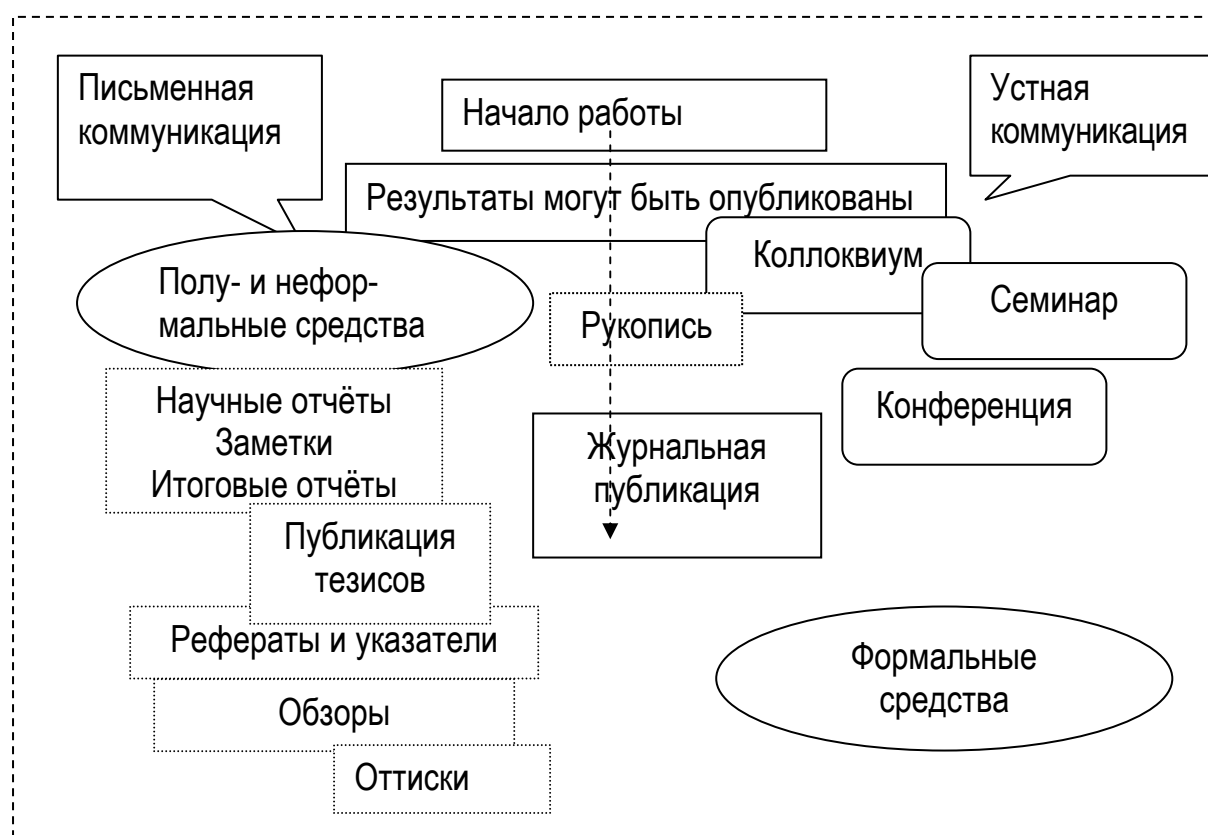 Письменная
коммуникация
Начало работы
Устная
коммуникация
Результаты могут быть опубликованы
Коллоквиум
Полу- и нефор-
мальные средства
Рукопись
Семинар
Научные отчёты
Заметки
Итоговые отчёты
Конференция
Журнальная
публикация
Публикация
тезисов
Рефераты и указатели
Формальные
средства
Обзоры
Оттиски